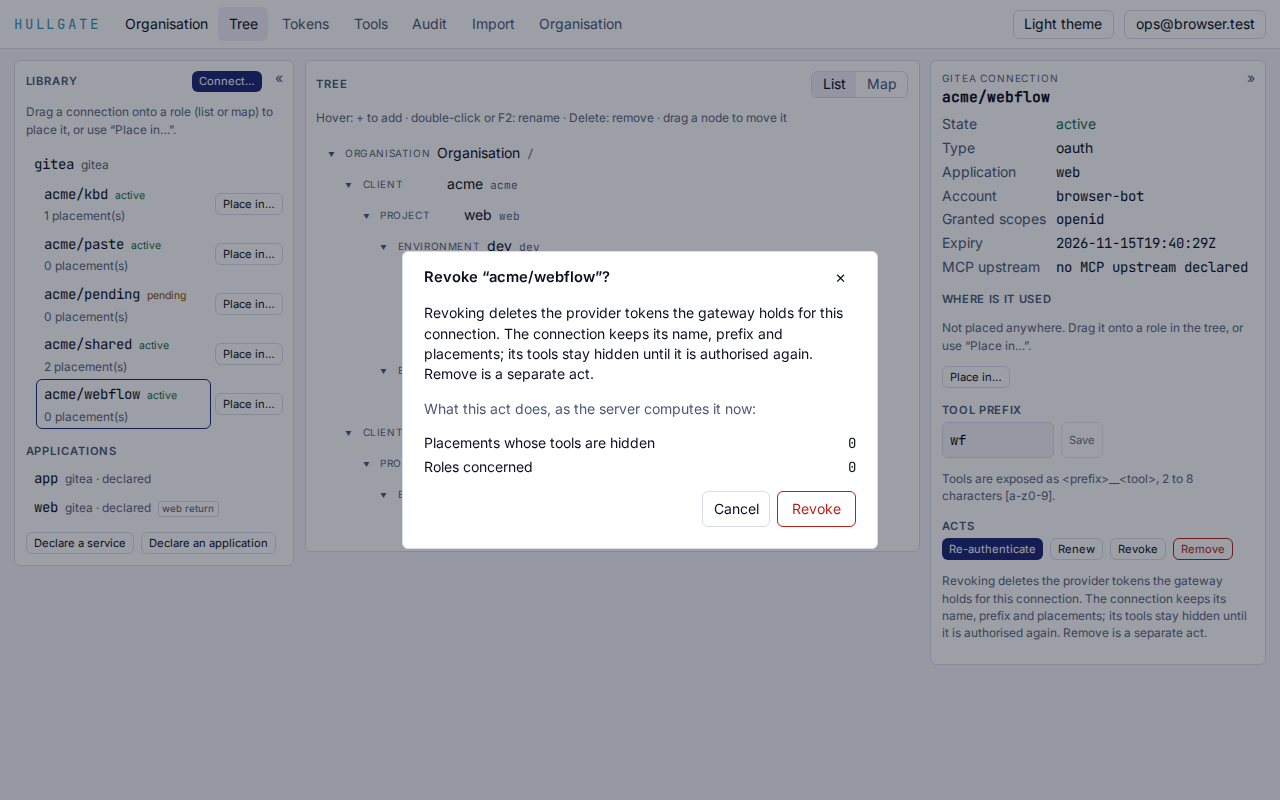 HULLGATE Organisation Tree Tokens Tools Audit Import Organisation Light theme ops@browser.test
LIBRARY Connect... «
Drag a connection onto a role (list or map) to
place it, or use “Place in…”.
gitea gitea
acme/kbd active
1 placement(s)
Place in...
acme/paste active
0 placement(s)
Place in...
acme/pending pending
0 placement(s)
Place in...
acme/shared active
2 placement(s)
Place in...
acme/webflow active
0 placement(s)
Place in...
APPLICATIONS
app gitea · declared
web gitea · declared web return
Declare a service Declare an application
TREE List Map
Hover: + to add · double-click or F2: rename · Delete: remove · drag a node to move it
▾ ORGANISATION Organisation /
▾ CLIENT acme acme
▾ PROJECT web web
▾ ENVIRONMENT dev dev
▾ CLIENT
Revoke “acme/webflow”? ×
Revoking deletes the provider tokens the gateway holds for this
connection. The connection keeps its name, prefix and
placements; its tools stay hidden until it is authorised again.
Remove is a separate act.
What this act does, as the server computes it now:
Placements whose tools are hidden 0
Roles concerned 0
Cancel Revoke
GITEA CONNECTION »
acme/webflow
State active
Type oauth
Application web
Account browser-bot
Granted scopes openid
Expiry 2026-11-15T19:40:29Z
MCP upstream no MCP upstream declared
WHERE IS IT USED
Not placed anywhere. Drag it onto a role in the tree, or
use “Place in…”.
Place in...
TOOL PREFIX
wf Save
Tools are exposed as <prefix>__<tool>, 2 to 8
characters [a-z0-9].
ACTS
Re-authenticate Renew Revoke Remove
Revoking deletes the provider tokens the gateway
holds for this connection. The connection keeps its
name, prefix and placements; its tools stay hidden until
it is authorised again. Remove is a separate act.